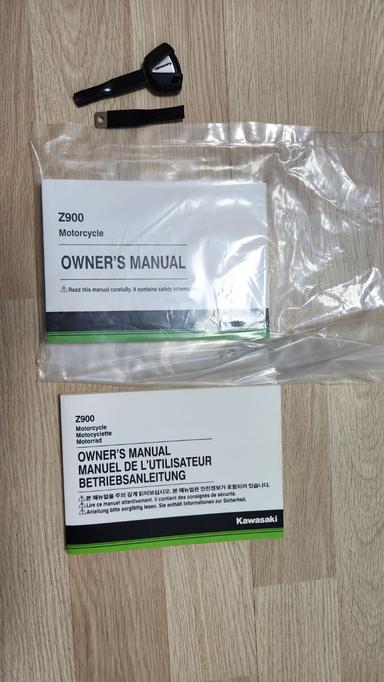 Z900
Motorcycle
OWNER'S MANUAL
Read this manual carefully. It contains safety
Z900
Motorcycle
Motocyclette
Motorrad
OWNER'S MANUAL
MANUEL DE L'UTILISATEUR
BETRIEBSANLEITUNG
본 매뉴얼을 주의 깊게 읽어보십시오. 본 매뉴얼은 안전정보가 포함되어 있습니다.
Lire ce manuel attentivement. Il contient des consignes de sécurité.
Anleitung bitte sorgfältig lesen. Sie enthält Informationen zur Sicherheit.
Kawasaki